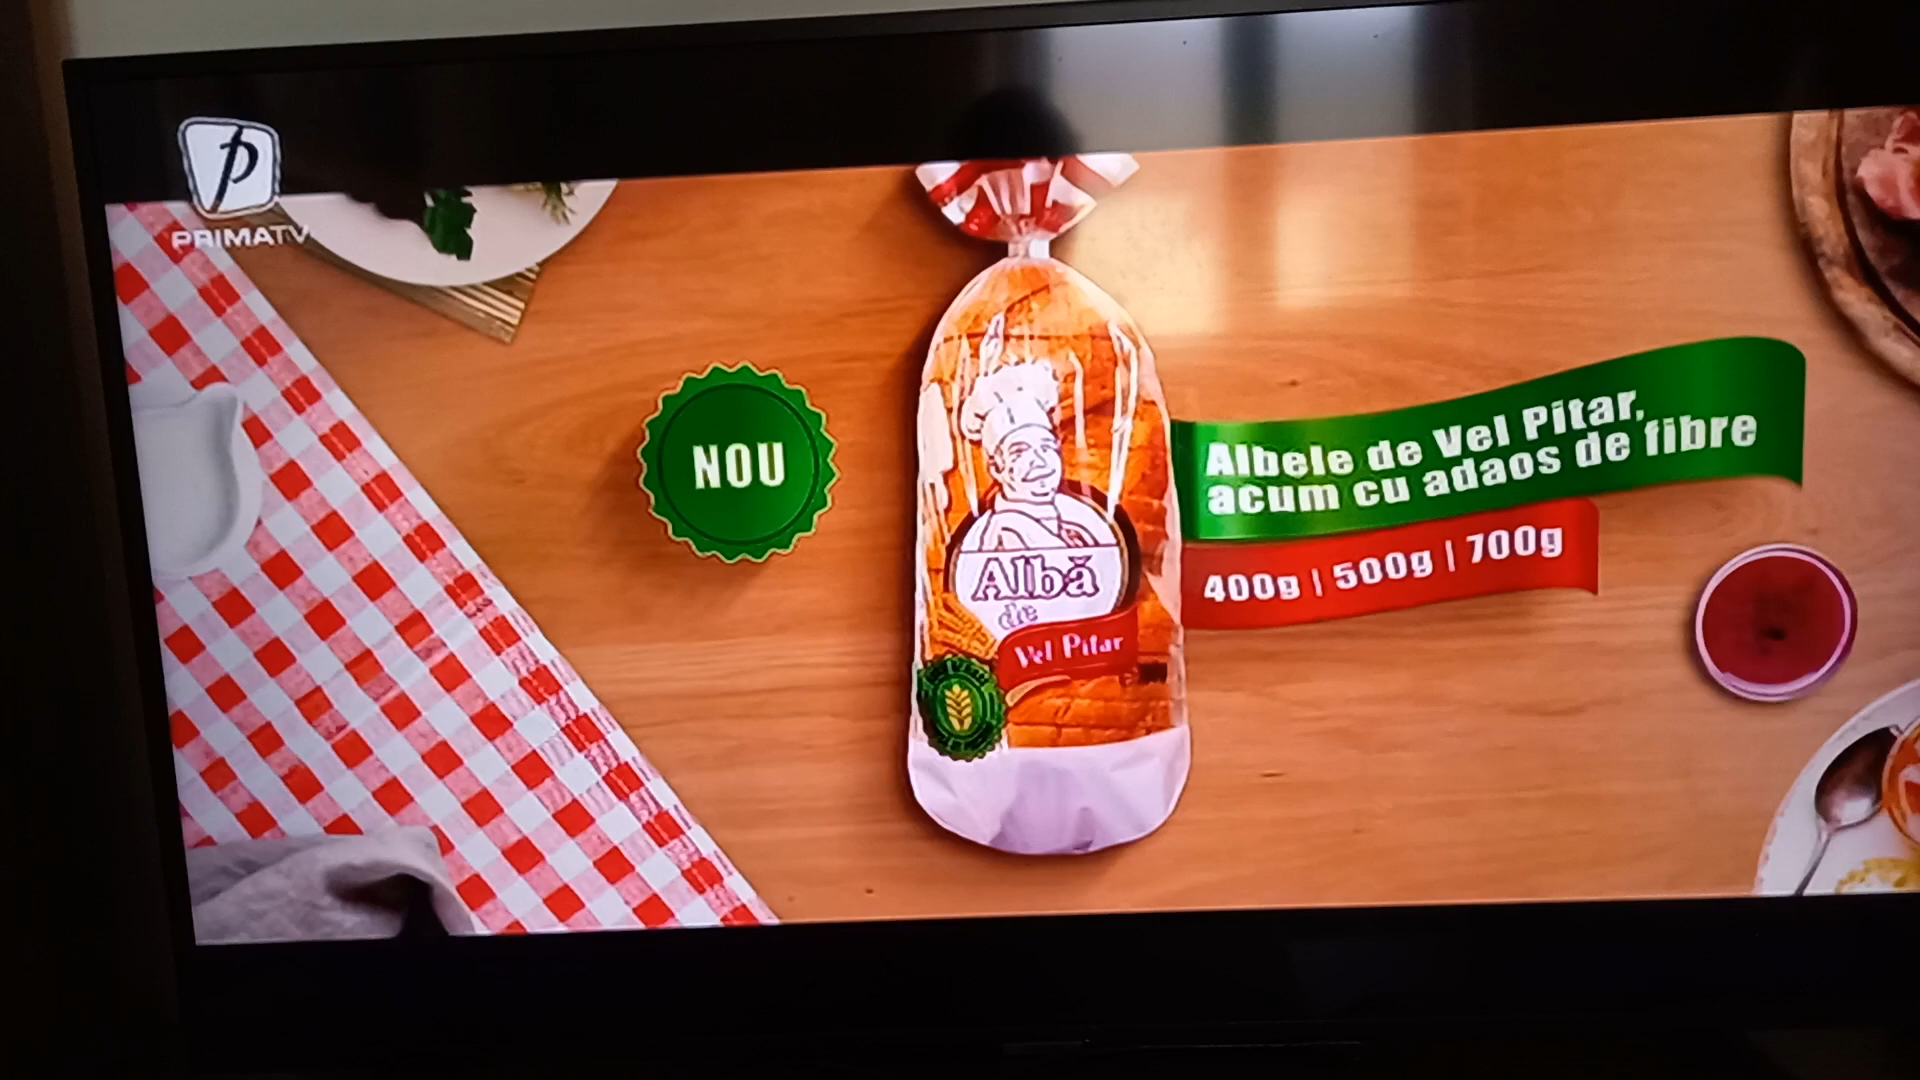 PRIMATV
NOU
Albele de Vel Pitar,
acum cu adaos de fibre
400g | 500g | 700g
Albă
de
Vel Pitar